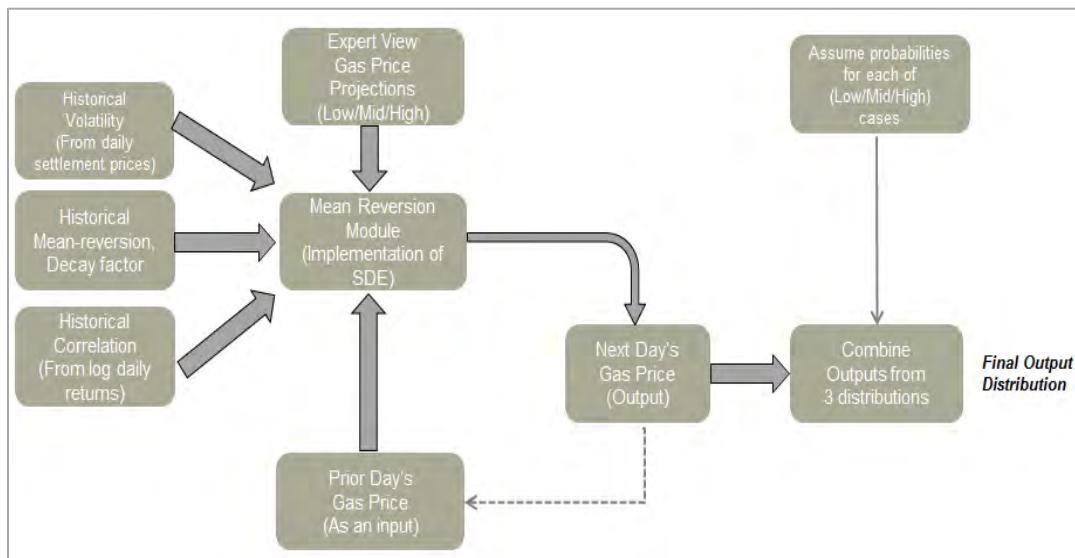 Expert View
Gas Price
Projections
(Low/Mid/High)
Assume probabilities
for each of
(Low/Mid/High)
cases
Historical
Volatility
(From daily
settlement prices)
Historical
Mean-reversion,
Decay factor
Mean Reversion
Module
(Implementation of
SDE)
Historical
Correlation
(From log daily
returns)
Next Day's
Gas Price
(Output)
Combine
Outputs from
3 distributions
Final Output
Distribution
Prior Day's
Gas Price
(As an input)